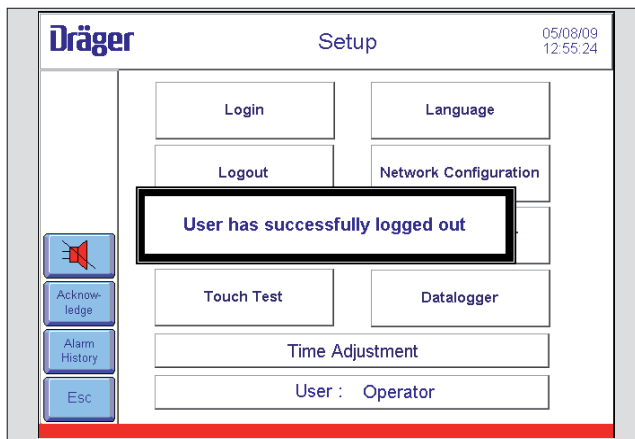 Dräger
Setup
05/08/09
12:55:24
Login
Language
Logout
Network Configuration
User has successfully logged out
Touch Test
Datalogger
Acknow-
ledge
Alarm
History
Esc
Time Adjustment
User : Operator